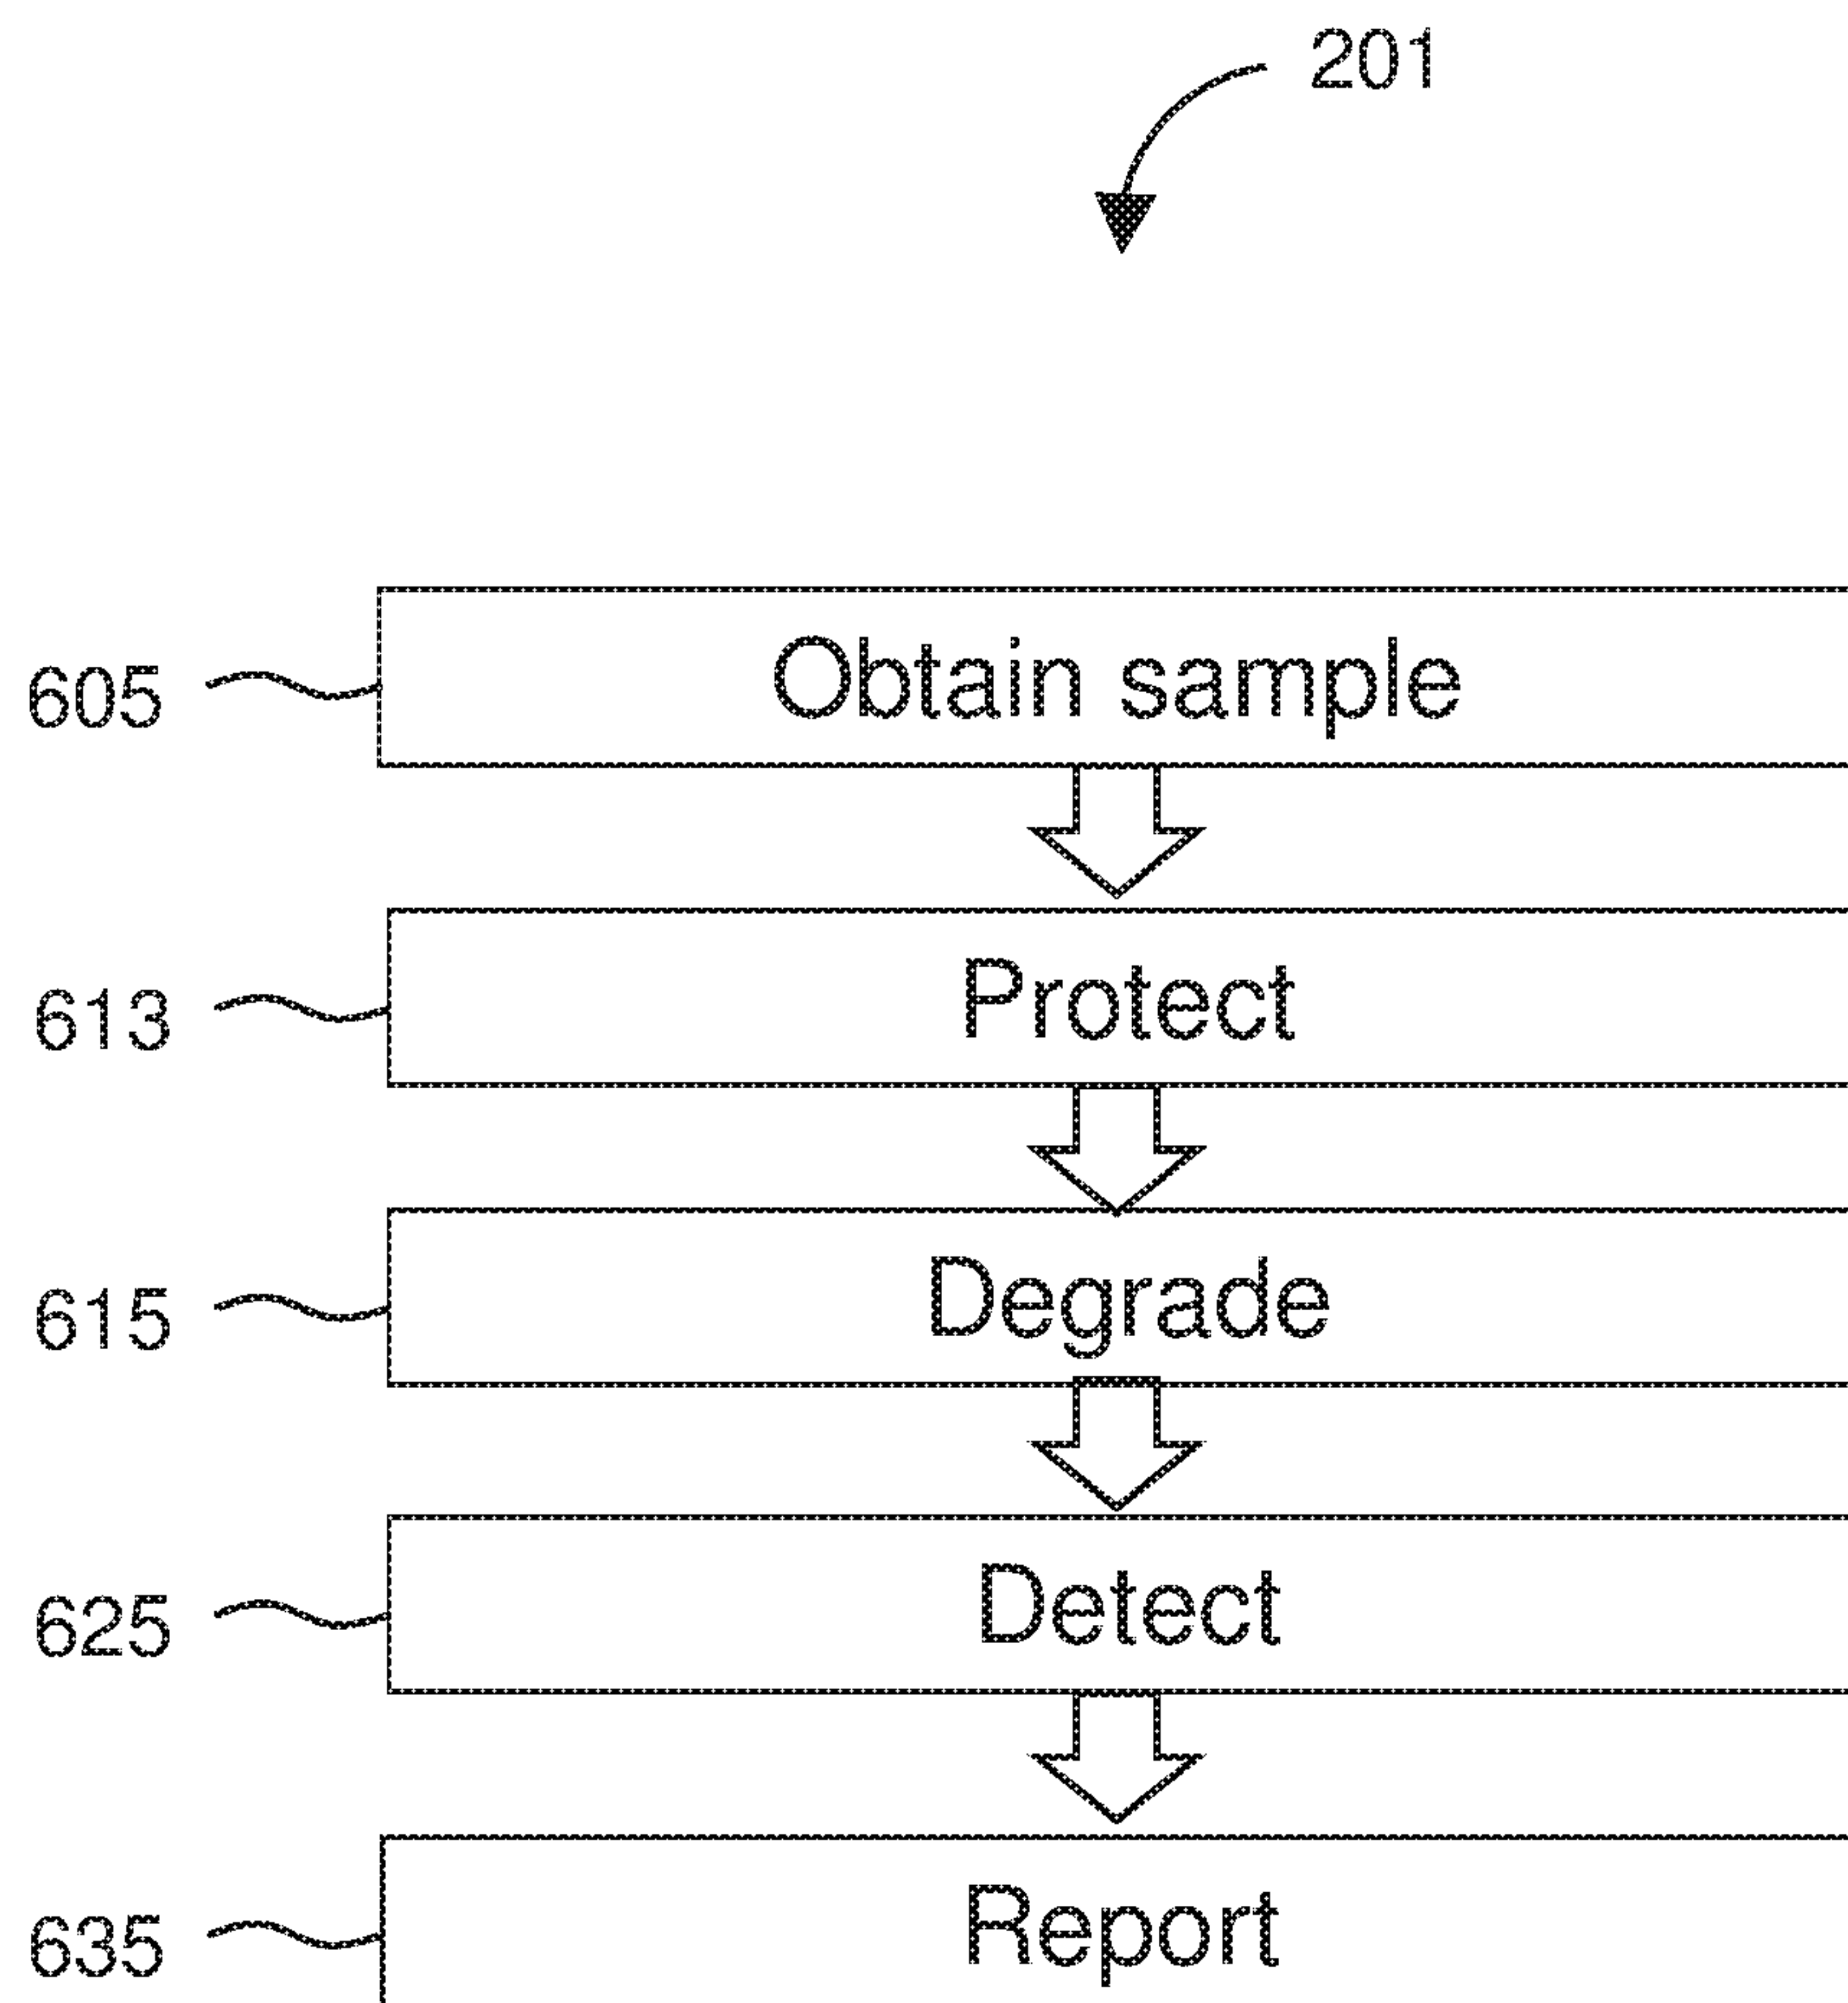 201
605 Obtain sample
613 Protect
615 Degrade
625 Detect
635 Report